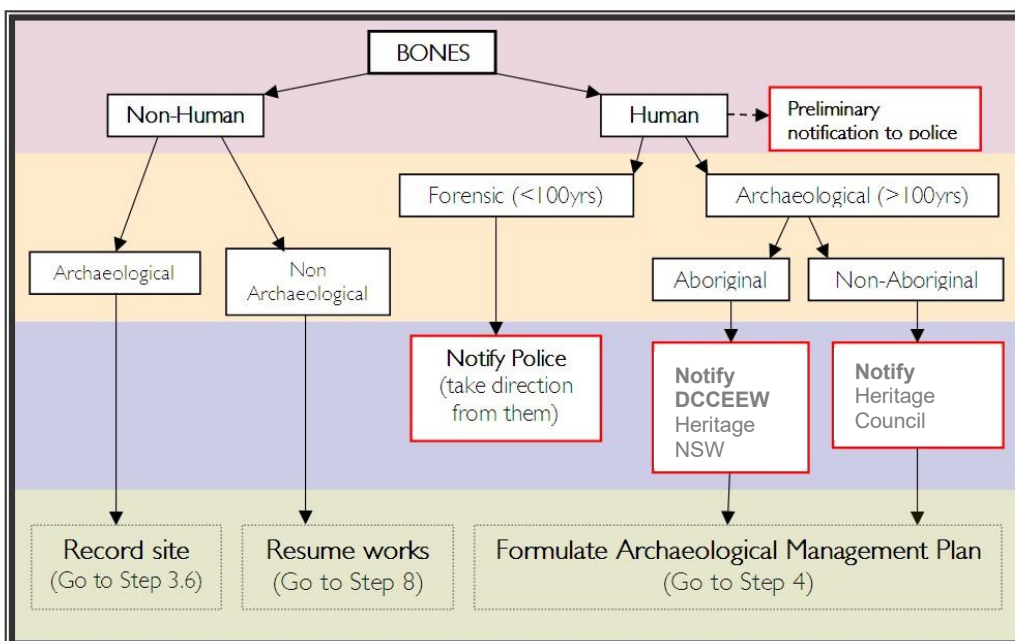 BONES
Non-Human
Human
Preliminary
notification to police
Forensic (<100yrs)
Archaeological (>100yrs)
Archaeological
Non
Archaeological
Aboriginal
Non-Aboriginal
Notify Police
(take direction
from them)
Notify
DCCEEW
Heritage
NSW
Notify
Heritage
Council
Record site
(Go to Step 3.6)
Resume works
(Go to Step 8)
Formulate Archaeological Management Plan
(Go to Step 4)